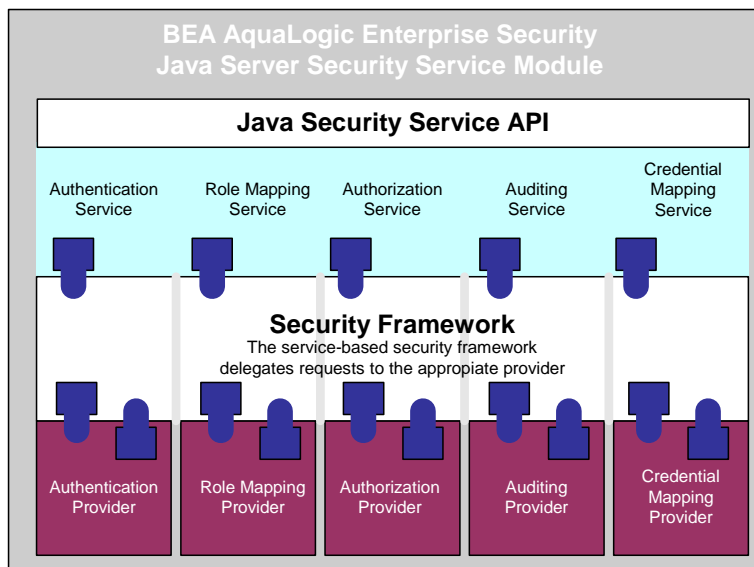 BEA AquaLogic Enterprise Security
Java Server Security Service Module
Java Security Service API
Authentication
Service
Role Mapping
Service
Authorization
Service
Auditing
Service
Credential
Mapping
Service
Security Framework
The service-based security framework
delegates requests to the appropiate provider
Authentication
Provider
Role Mapping
Provider
Authorization
Provider
Auditing
Provider
Credential
Mapping
Provider